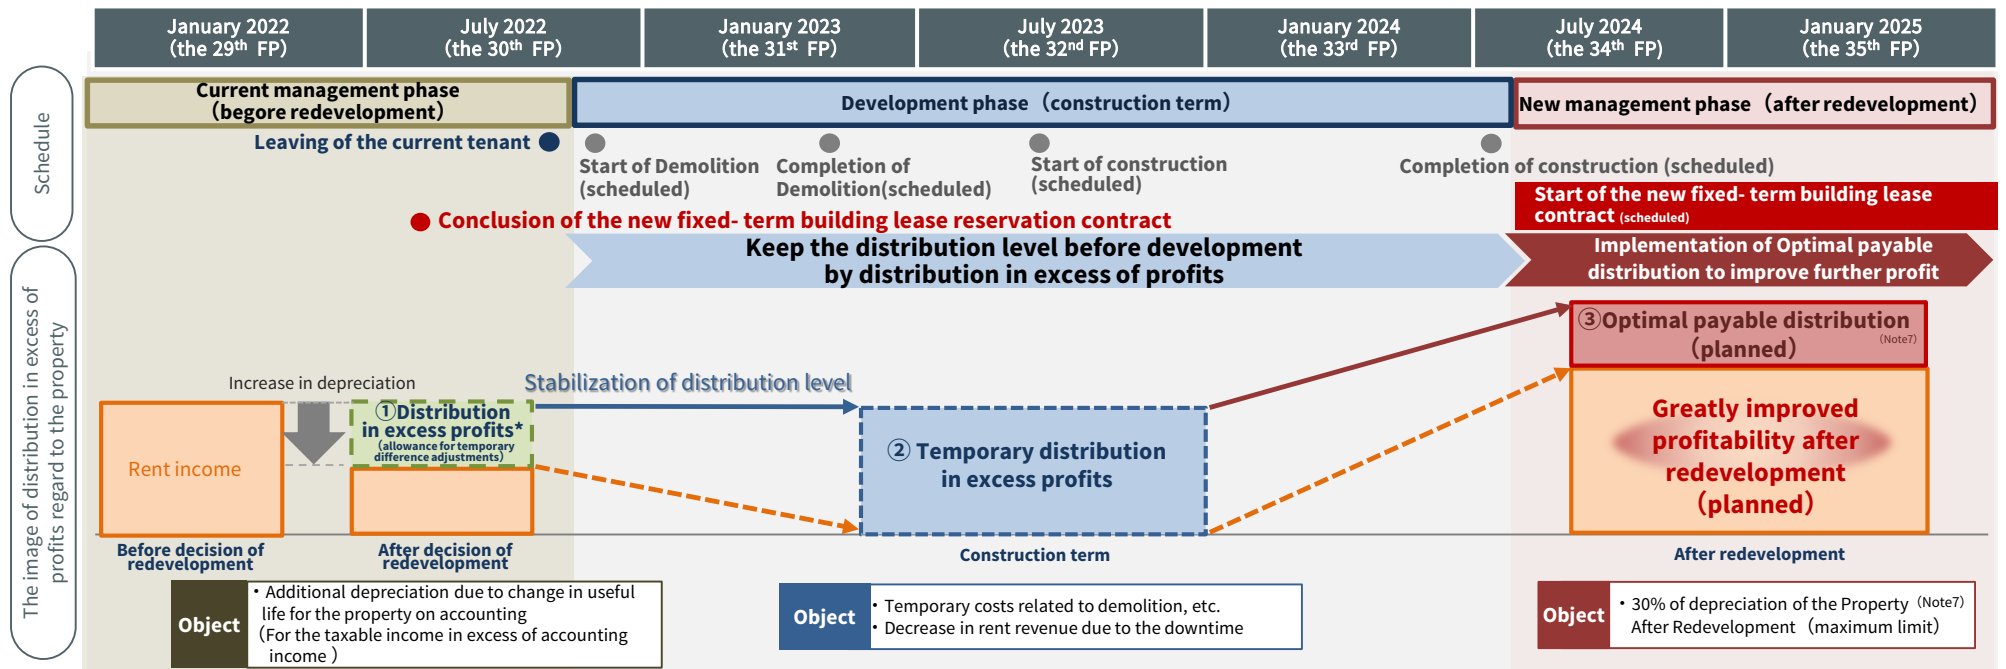 January 2022
(the 29th FP)
July 2022
(the 30th FP)
January 2023
(the 31st FP)
July 2023
(the 32nd FP)
January 2024
(the 33rd FP)
July 2024
(the 34th FP)
January 2025
(the 35th FP)
Schedule
Current management phase
(begore redevelopment)
Development phase (construction term)
New management phase (after redevelopment)
Leaving of the current tenant
Start of Demolition
(scheduled)
Completion of
Demolition(scheduled)
Start of construction
(scheduled)
Completion of construction (scheduled)
Start of the new fixed- term building lease
contract (scheduled)
Conclusion of the new fixed- term building lease reservation contract
The image of distribution in excess of
profits regard to the property
Keep the distribution level before development
by distribution in excess of profits
Implementation of Optimal payable
distribution to improve further profit
③Optimal payable distribution
(planned)
(Note7)
Increase in depreciation
Stabilization of distribution level
①Distribution
in excess profits*
(allowance for temporary
difference adjustments)
Rent income
② Temporary distribution
in excess profits
Greatly improved
profitability after
redevelopment
(planned)
Before decision of
redevelopment
After decision of
redevelopment
Construction term
After redevelopment
Object
・Additional depreciation due to change in useful
life for the property on accounting
(For the taxable income in excess of accounting
income )
Object
・Temporary costs related to demolition, etc.
・Decrease in rent revenue due to the downtime
Object
・30% of depreciation of the Property (Note7)
After Redevelopment (maximum limit)